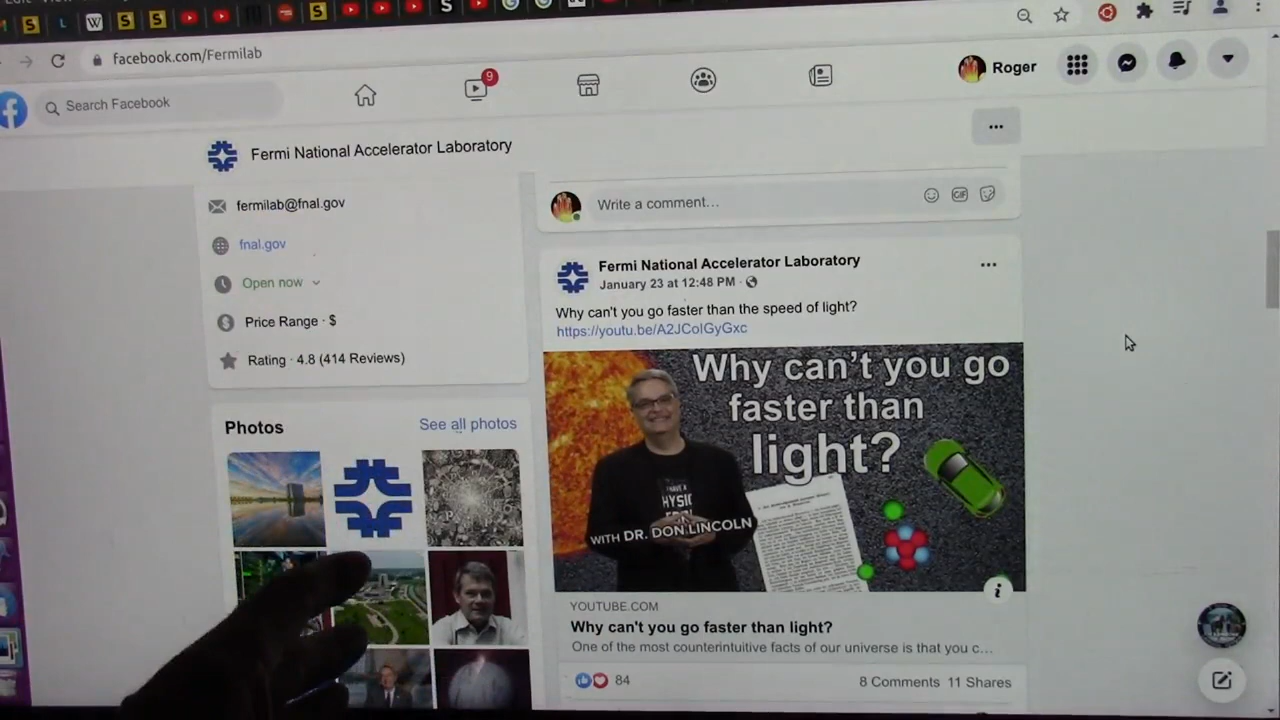 facebook.com/Fermilab
Search Facebook
9
Roger
Fermi National Accelerator Laboratory
fermilab@fnal.gov
fnal.gov
Open now
Price Range · $
Rating · 4.8 (414 Reviews)
Photos
See all photos
Write a comment…
GIF
Fermi National Accelerator Laboratory
January 23 at 12:48 PM ·
Why can't you go faster than the speed of light?
https://youtu.be/A2JCoIGyGxc
Why can't you go
faster than
light?
WITH DR. DON LINCOLN
YOUTUBE.COM
Why can't you go faster than light?
One of the most counterintuitive facts of our universe is that you c…
84
8 Comments 11 Shares